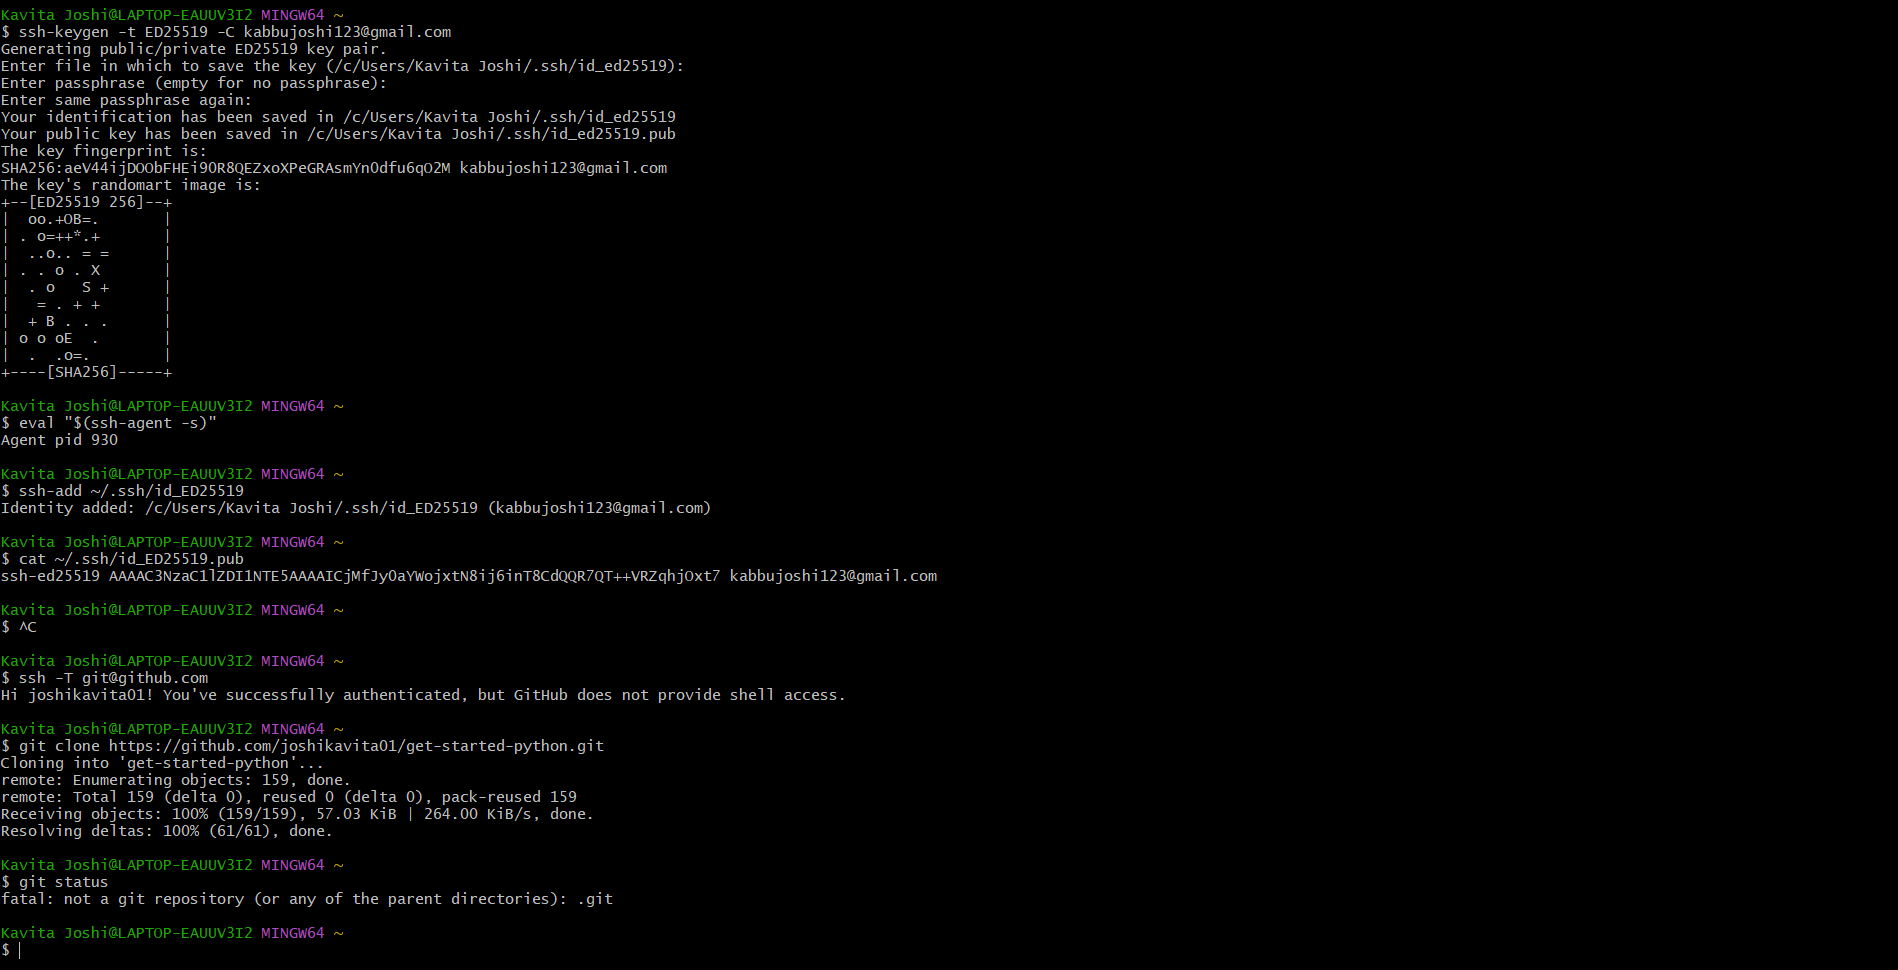 Kavita Joshi@LAPTOP-EAUUV3I2 MINGW64 ~
$ ssh-keygen -t ED25519 -C kabbujoshi123@gmail.com
Generating public/private ED25519 key pair.
Enter file in which to save the key (/c/Users/Kavita Joshi/.ssh/id_ed25519):
Enter passphrase (empty for no passphrase):
Enter same passphrase again:
Your identification has been saved in /c/Users/Kavita Joshi/.ssh/id_ed25519
Your public key has been saved in /c/Users/Kavita Joshi/.ssh/id_ed25519.pub
The key fingerprint is:
SHA256:aeV44ijDOObFHEi9OR8QEZxoXPeGRAsmYn0dfu6qO2M kabbujoshi123@gmail.com
The key's randomart image is:
+--[ED25519 256]--+
|  oo.+OB=.       |
| . o=++*.+       |
|  ..o.. = =      |
| . . o . X       |
|  . o   S +      |
|   = . + +       |
|  + B . . .      |
| o o oE  .       |
|  .  .o=.        |
+----[SHA256]-----+
Kavita Joshi@LAPTOP-EAUUV3I2 MINGW64 ~
$ eval "$(ssh-agent -s)"
Agent pid 930
Kavita Joshi@LAPTOP-EAUUV3I2 MINGW64 ~
$ ssh-add ~/.ssh/id_ED25519
Identity added: /c/Users/Kavita Joshi/.ssh/id_ED25519 (kabbujoshi123@gmail.com)
Kavita Joshi@LAPTOP-EAUUV3I2 MINGW64 ~
$ cat ~/.ssh/id_ED25519.pub
ssh-ed25519 AAAAC3NzaC1lZDI1NTE5AAAAICjMfJy0aYWojxtN8ij6inT8CdQQR7QT++VRZqhjOxt7 kabbujoshi123@gmail.com
Kavita Joshi@LAPTOP-EAUUV3I2 MINGW64 ~
$ ^C
Kavita Joshi@LAPTOP-EAUUV3I2 MINGW64 ~
$ ssh -T git@github.com
Hi joshikavita01! You've successfully authenticated, but GitHub does not provide shell access.
Kavita Joshi@LAPTOP-EAUUV3I2 MINGW64 ~
$ git clone https://github.com/joshikavita01/get-started-python.git
Cloning into 'get-started-python'...
remote: Enumerating objects: 159, done.
remote: Total 159 (delta 0), reused 0 (delta 0), pack-reused 159
Receiving objects: 100% (159/159), 57.03 KiB | 264.00 KiB/s, done.
Resolving deltas: 100% (61/61), done.
Kavita Joshi@LAPTOP-EAUUV3I2 MINGW64 ~
$ git status
fatal: not a git repository (or any of the parent directories): .git
Kavita Joshi@LAPTOP-EAUUV3I2 MINGW64 ~
$